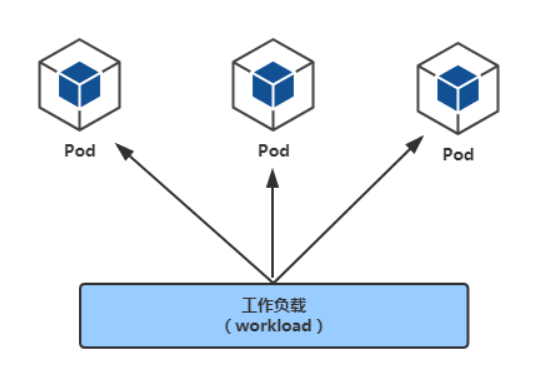 Pod
Pod
Pod
工作负载
（workload）